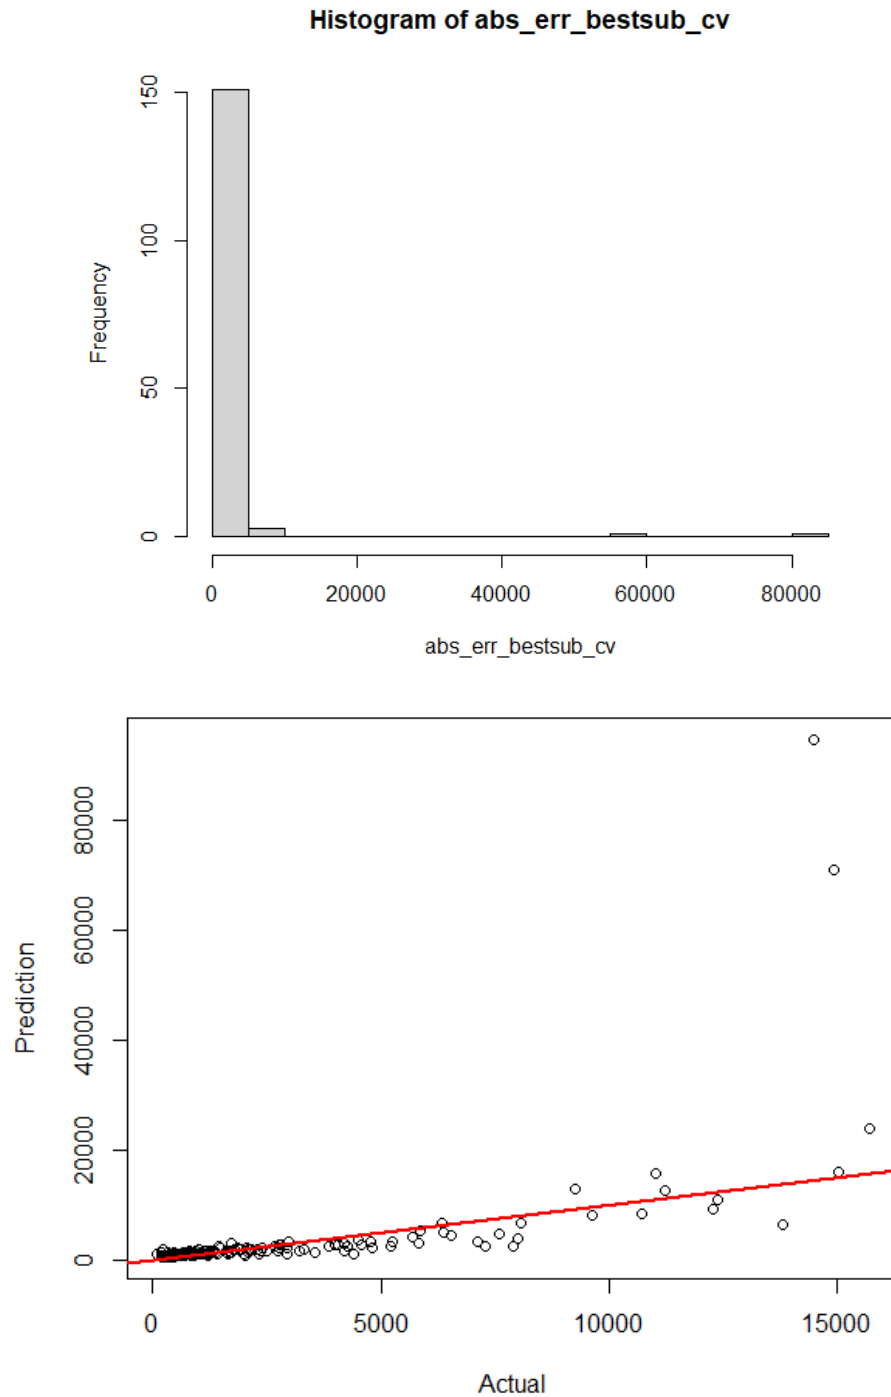 Histogram of abs_err_bestsub_cv
150
100
50
0
Frequency
0 20000 40000 60000 80000
abs_err_bestsub_cv
80000
60000
40000
20000
0
Prediction
0 5000 10000 15000
Actual